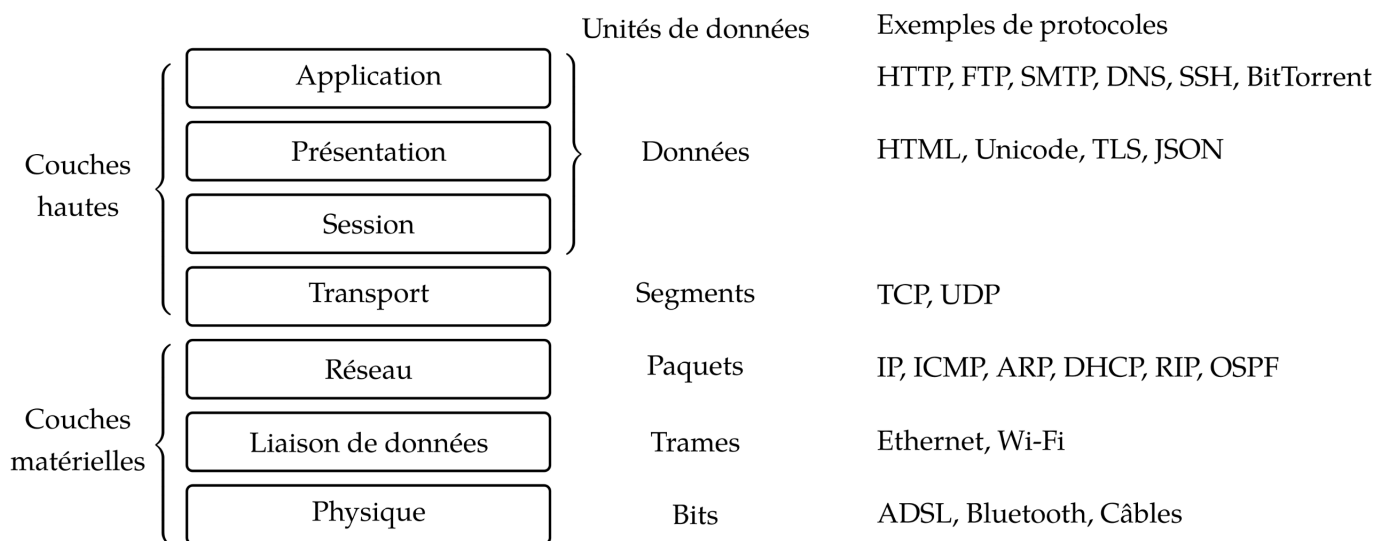 Unités de données Exemples de protocoles
Application HTTP, FTP, SMTP, DNS, SSH, BitTorrent
Couches
hautes
Présentation Données HTML, Unicode, TLS, JSON
Session
Transport Segments TCP, UDP
Couches
matérielles
Réseau Paquets IP, ICMP, ARP, DHCP, RIP, OSPF
Liaison de données Trames Ethernet, Wi-Fi
Physique Bits ADSL, Bluetooth, Câbles